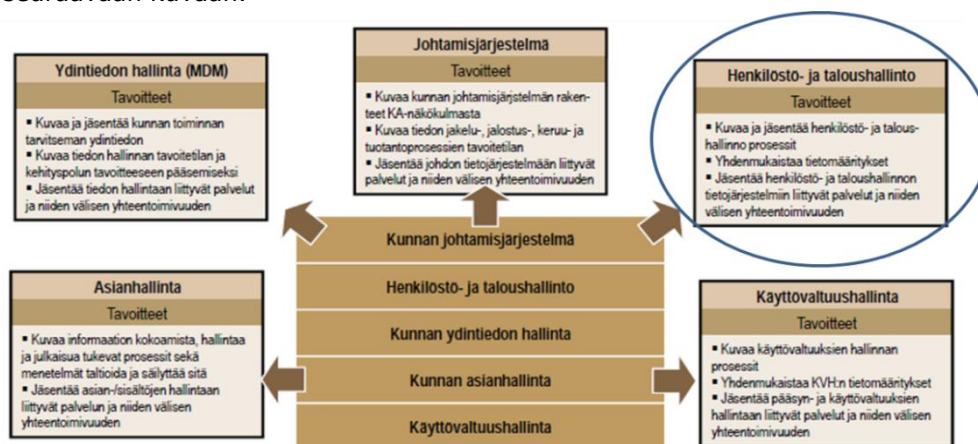 Johtamisjärjestelmä
Tavoitteet
▪ Kuvaa kunnan johtamisjärjestelmän raken-
teet KA-näkökulmasta
▪ Kuvaa tiedon jakelu-, jalostus-, keruu- ja
tuotantoprosessien tavoitetilan
▪ Jäsentää johdon tietojärjestelmään liittyvät
palvelut ja niiden välisen yhteentoimivuuden
Ydintiedon hallinta (MDM)
Tavoitteet
▪ Kuvaa ja jäsentää kunnan toiminnan
tarvitseman ydintiedon
▪ Kuvaa tiedon hallinnan tavoitetilan ja
kehityspolun tavoitteeseen pääsemiseksi
▪ Jäsentää tiedon hallintaan liittyvät palvelut
ja niiden välisen yhteentoimivuuden
Henkilöstö- ja taloushallinto
Tavoitteet
▪ Kuvaa ja jäsentää henkilöstö- ja talous-
hallinno prosessit
▪ Yhdenmukaistaa tietomääritykset
▪ Jäsentää henkilöstö- ja taloushallinnon
tietojärjestelmiin liittyvät palvelut ja niiden
välisen yhteentoimivuuden
Kunnan johtamisjärjestelmä
Henkilöstö- ja taloushallinto
Kunnan ydintiedon hallinta
Kunnan asianhallinta
Käyttövaltuushallinta
Asianhallinta
Tavoitteet
▪ Kuvaa informaation kokoamista, hallintaa
ja julkaisua tukevat prosessit sekä
menetelmät taltioida ja säilyttää sitä
▪ Jäsentää asian-/sisältöjen hallintaan
liittyvät palvelun ja niiden välisen
yhteentoimivuuden
Käyttövaltuushallinta
Tavoitteet
▪ Kuvaa käyttövaltuuksien hallinnan
prosessit
▪ Yhdenmukaistaa KVH:n tietomääritykset
▪ Jäsentää pääsyn- ja käyttövaltuuksien
hallintaan liittyvät palvelut ja niiden välisen
yhteentoimivuuden